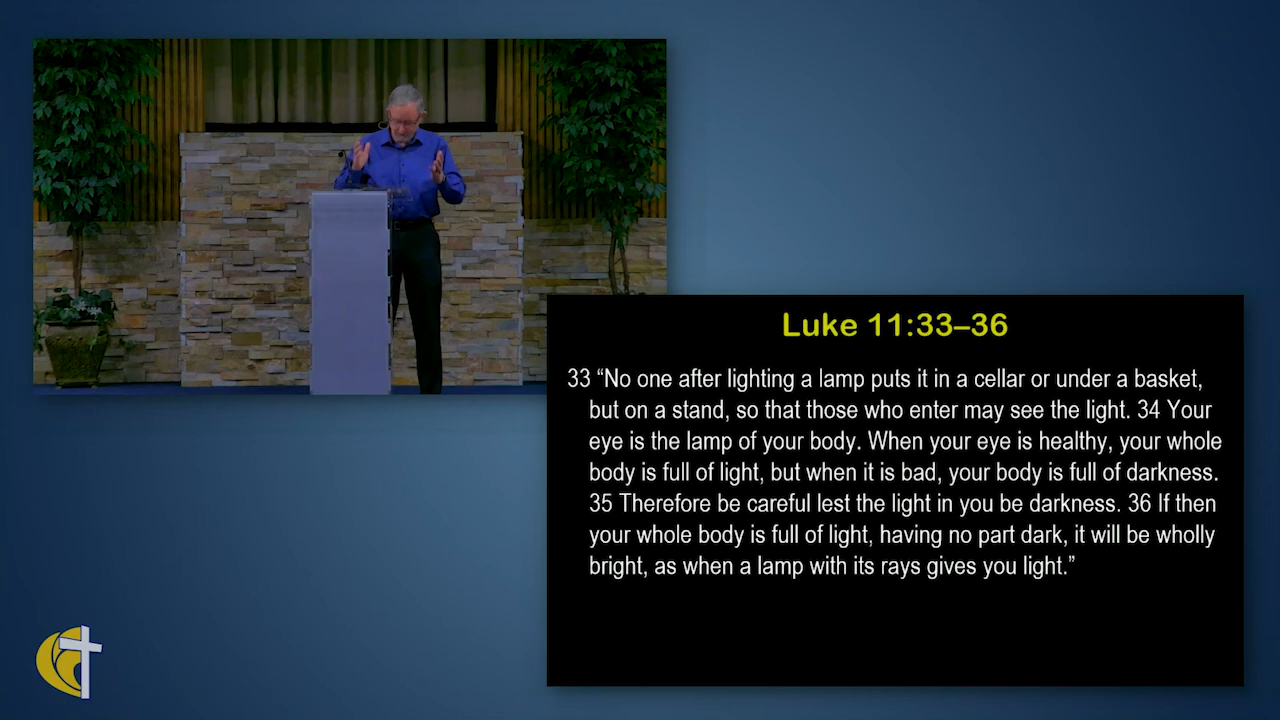 Luke 11:33–36
33 “No one after lighting a lamp puts it in a cellar or under a basket,
but on a stand, so that those who enter may see the light. 34 Your
eye is the lamp of your body. When your eye is healthy, your whole
body is full of light, but when it is bad, your body is full of darkness.
35 Therefore be careful lest the light in you be darkness. 36 If then
your whole body is full of light, having no part dark, it will be wholly
bright, as when a lamp with its rays gives you light.”